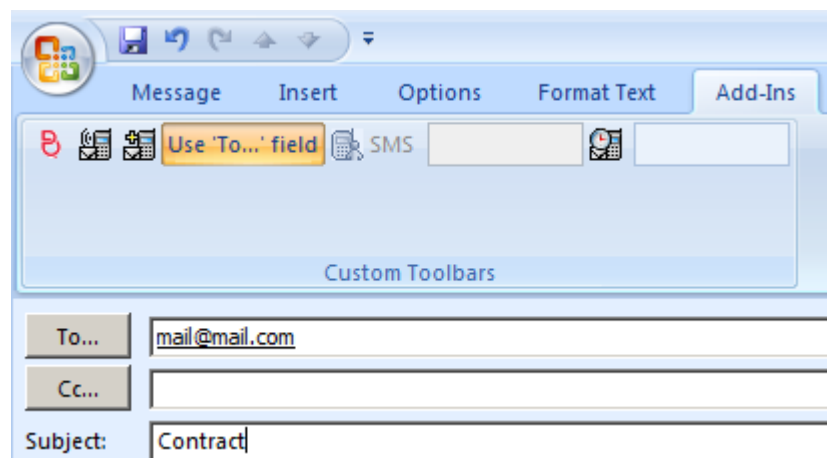 Message Insert Options Format Text Add-Ins
Use 'To...' field SMS
Custom Toolbars
To... mail@mail.com
Cc...
Subject: Contract